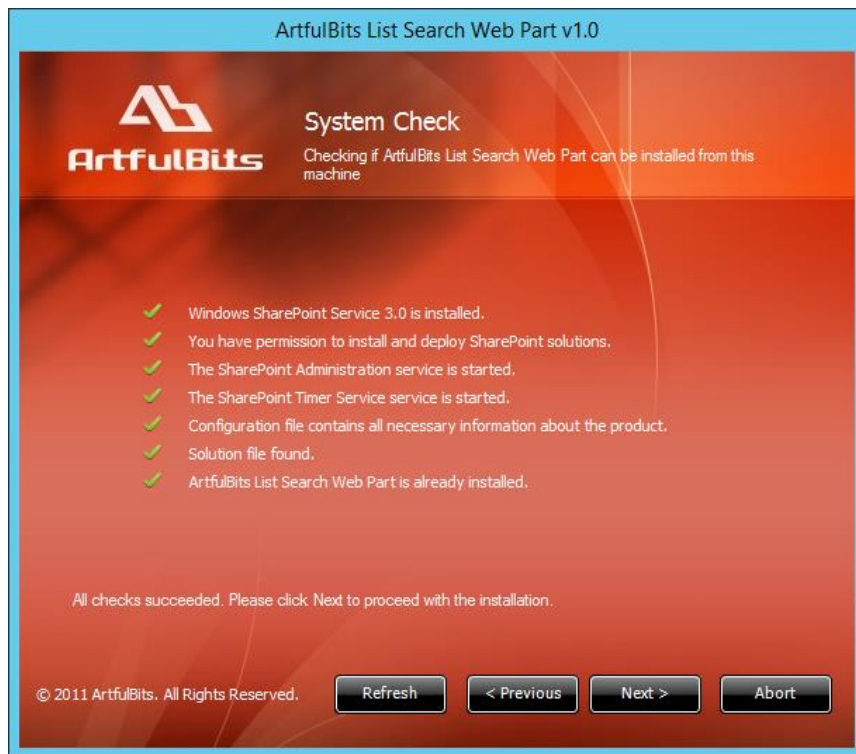 ArtfulBits List Search Web Part v1.0
ArtfulBits
System Check
Checking if ArtfulBits List Search Web Part can be installed from this
machine
Windows SharePoint Service 3.0 is installed.
You have permission to install and deploy SharePoint solutions.
The SharePoint Administration service is started.
The SharePoint Timer Service service is started.
Configuration file contains all necessary information about the product.
Solution file found.
ArtfulBits List Search Web Part is already installed.
All checks succeeded. Please click Next to proceed with the installation.
© 2011 ArtfulBits. All Rights Reserved.
Refresh
< Previous
Next >
Abort